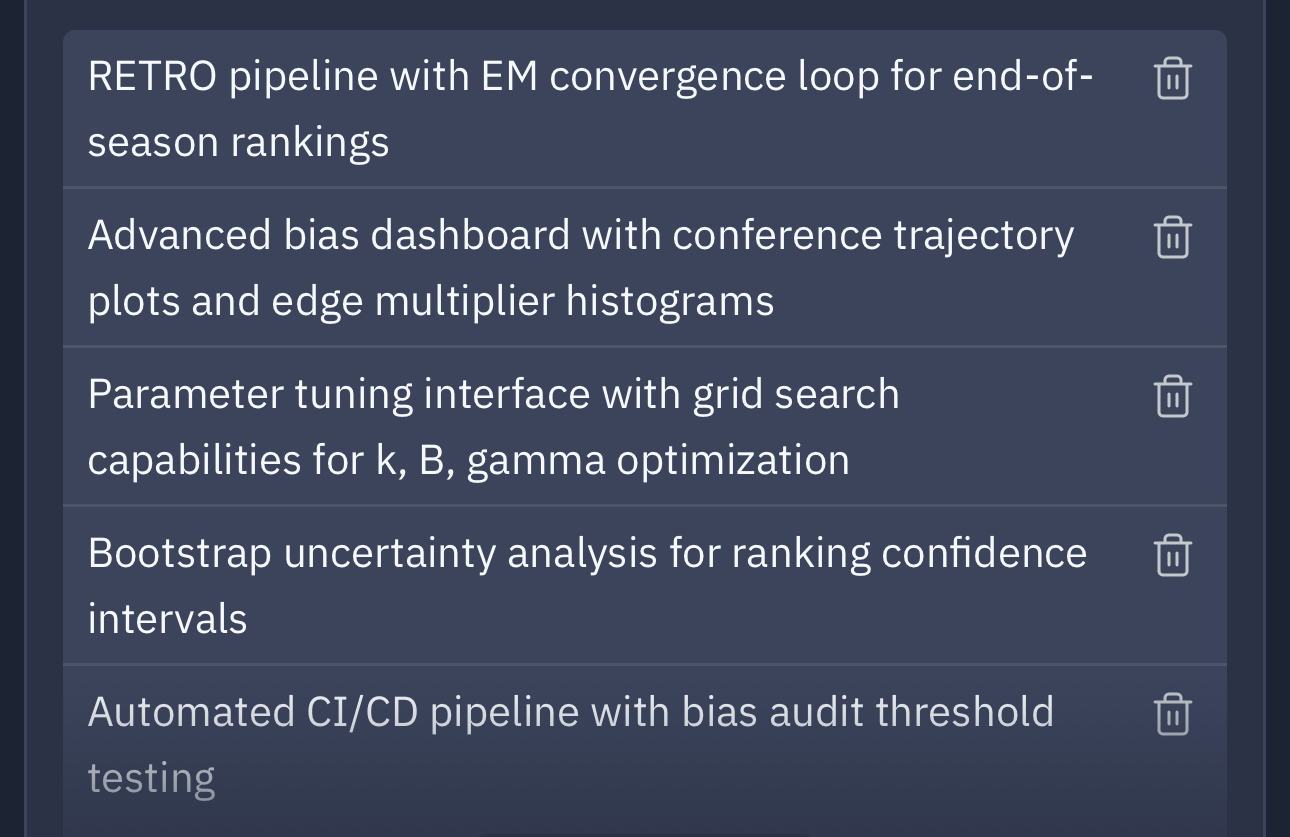 RETRO pipeline with EM convergence loop for end-of-
season rankings
Advanced bias dashboard with conference trajectory
plots and edge multiplier histograms
Parameter tuning interface with grid search
capabilities for k, B, gamma optimization
Bootstrap uncertainty analysis for ranking confidence
intervals
Automated CI/CD pipeline with bias audit threshold
testing